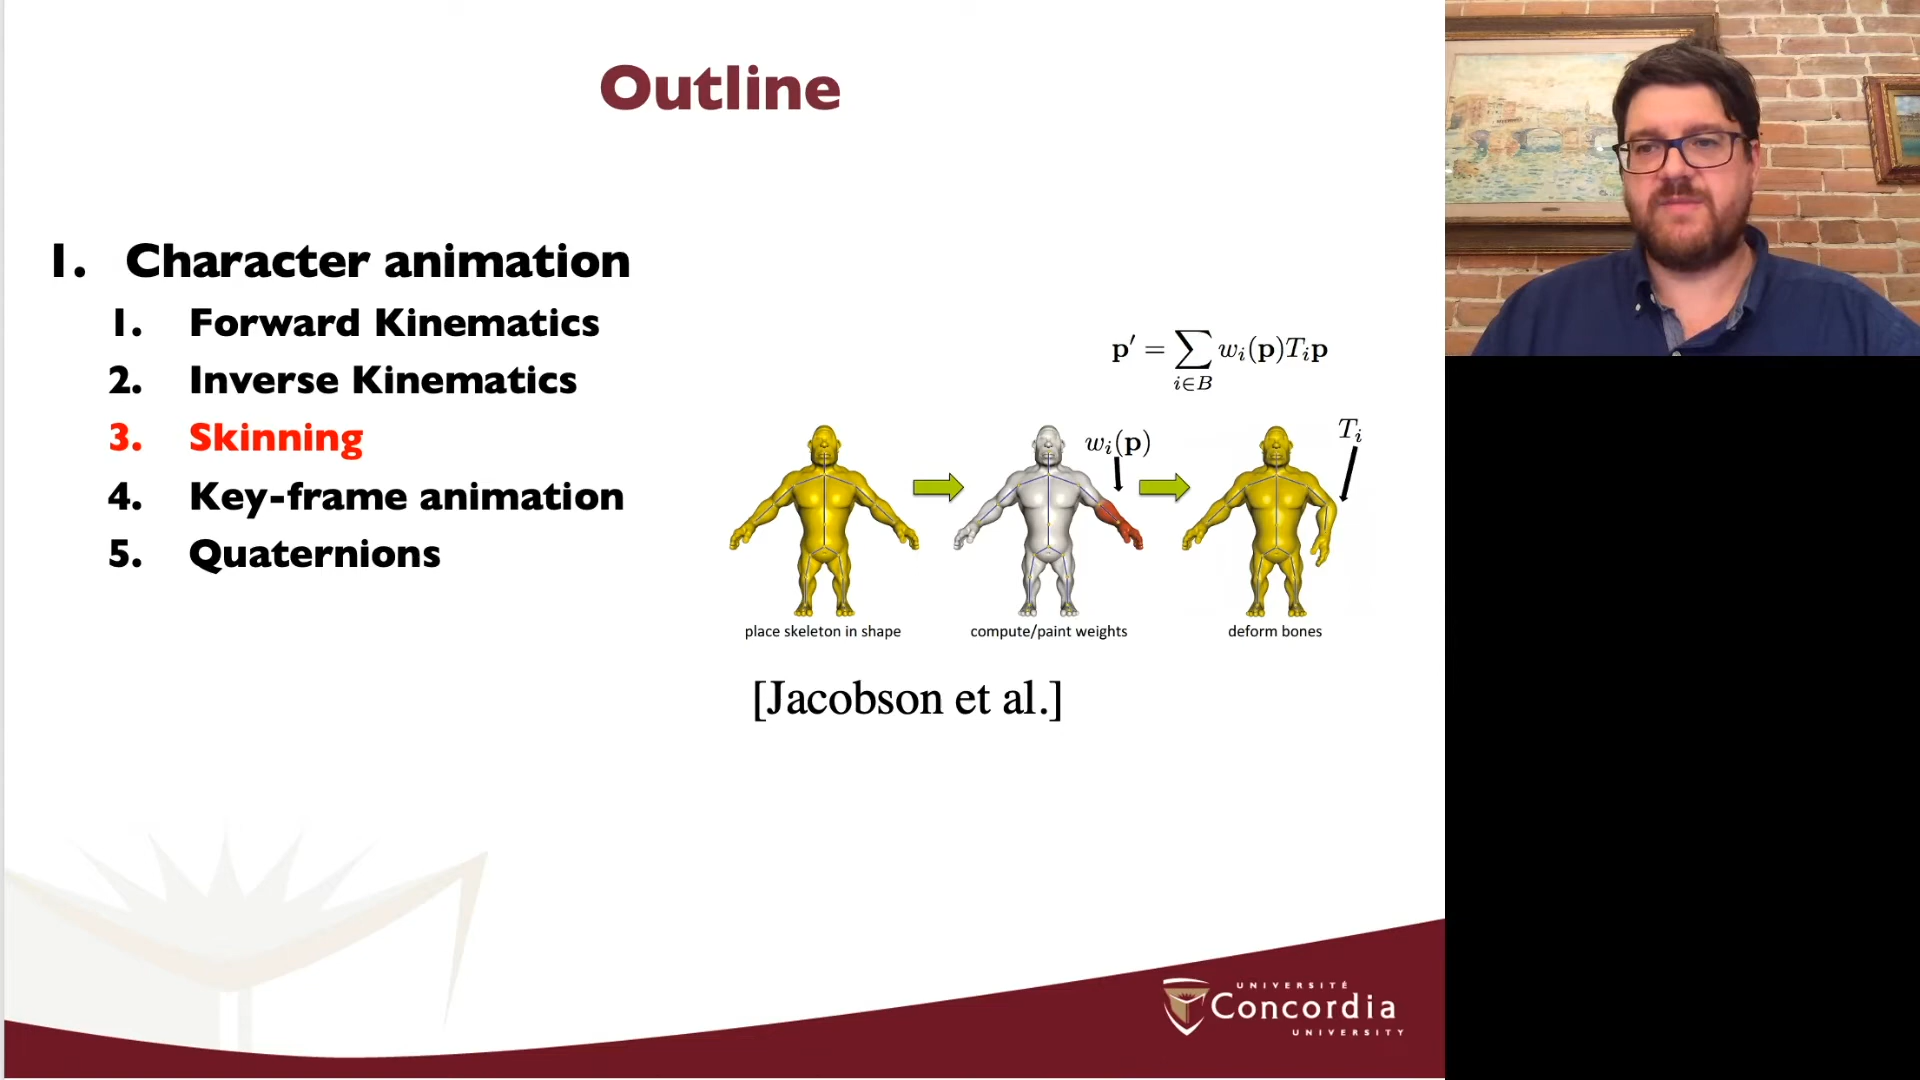 Outline
1. Character animation
1. Forward Kinematics
2. Inverse Kinematics
3. Skinning
4. Key-frame animation
5. Quaternions
p′ = ∑ wᵢ(p)Tᵢp
i∈B
wᵢ(p)
Tᵢ
place skeleton in shape
compute/paint weights
deform bones
[Jacobson et al.]
UNIVERSITÉ
Concordia
UNIVERSITY